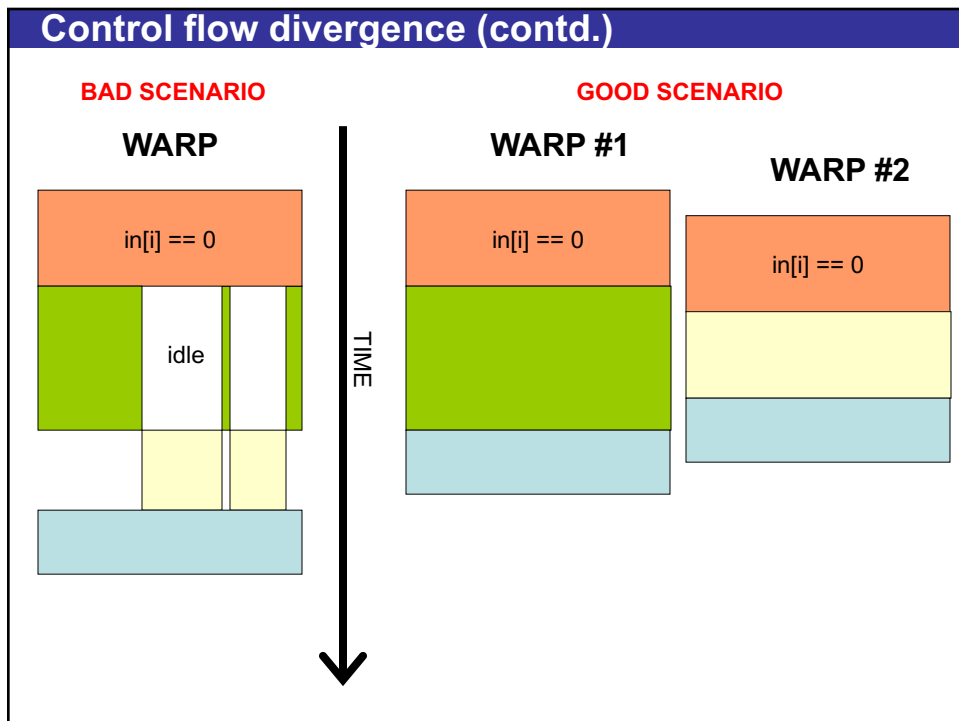 Control flow divergence (contd.)
BAD SCENARIO
GOOD SCENARIO
WARP
WARP #1
WARP #2
in[i] == 0
in[i] == 0
in[i] == 0
idle
TIME